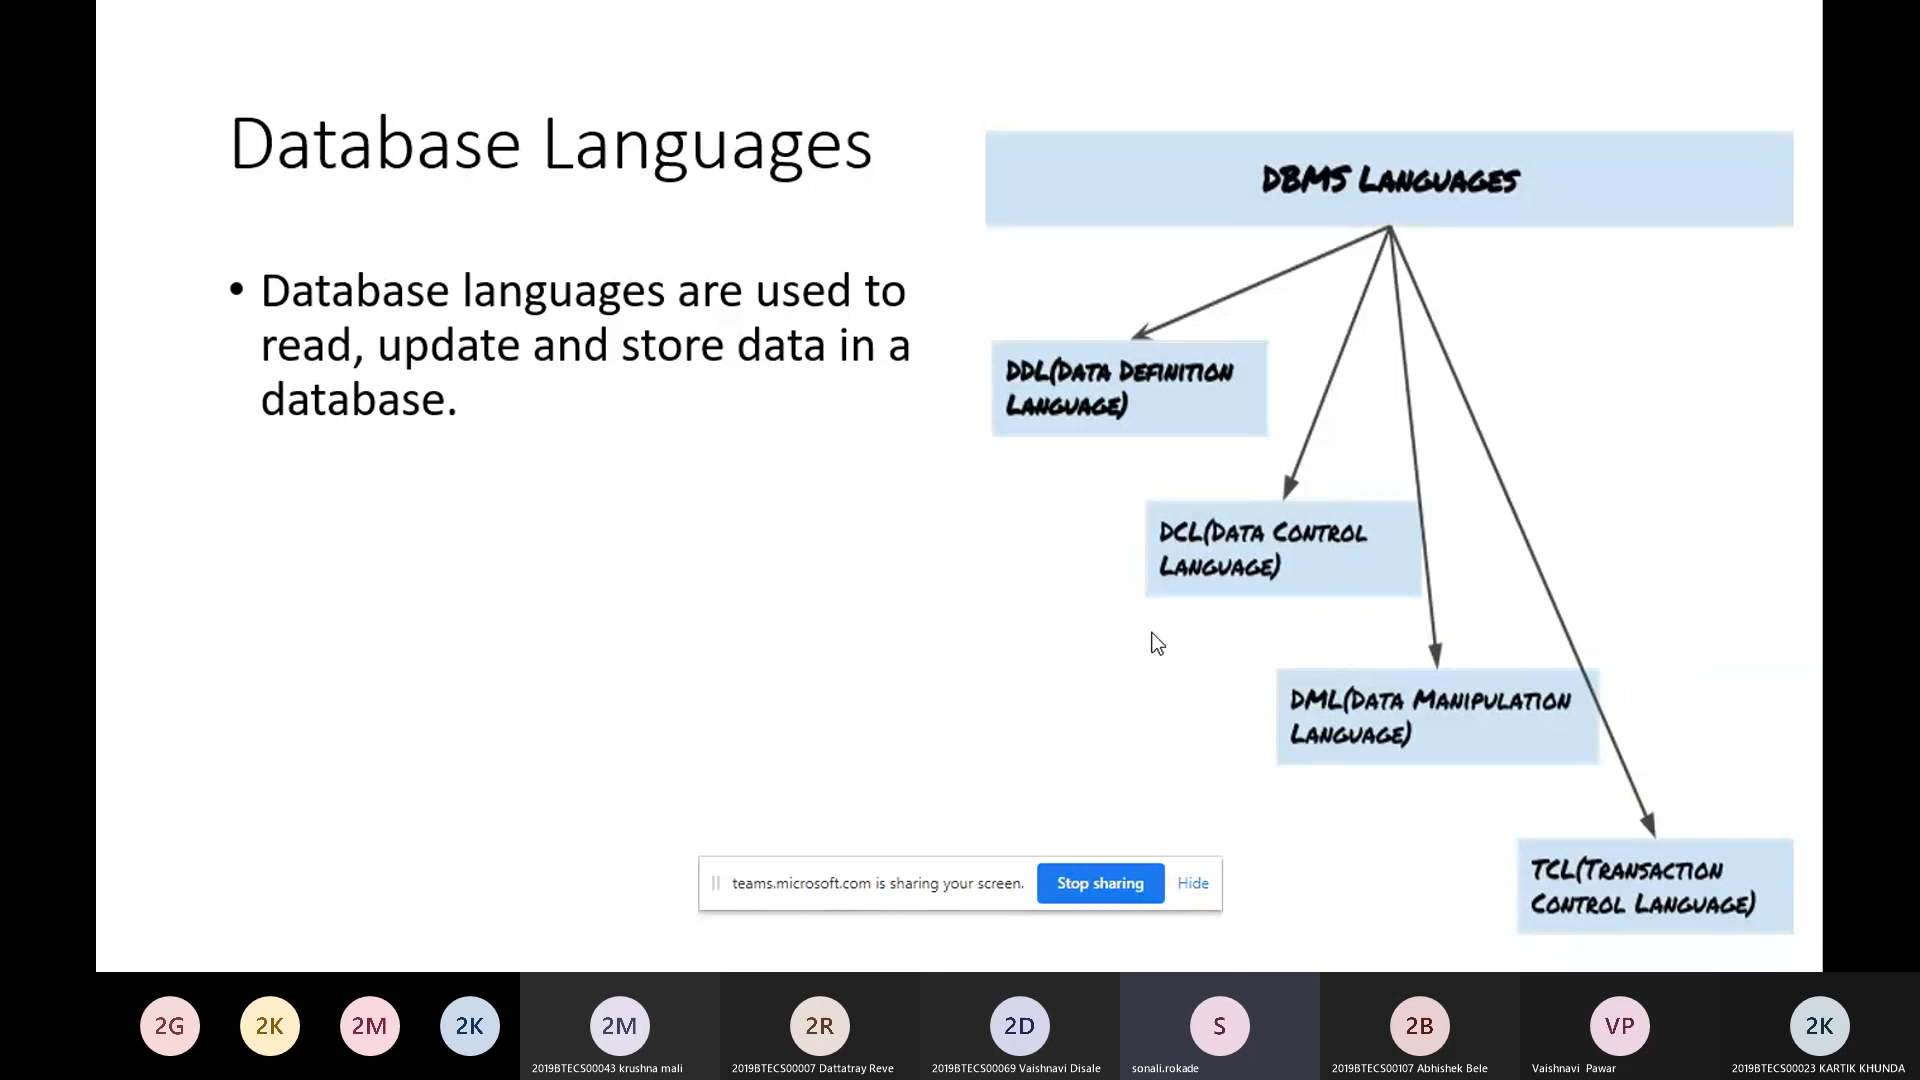 Database Languages
• Database languages are used to
read, update and store data in a
database.
DBMS Languages
DDL(Data Definition
Language)
DCL(Data Control
Language)
DML(Data Manipulation
Language)
TCL(Transaction
Control Language)
teams.microsoft.com is sharing your screen. Stop sharing Hide
2G 2K 2M 2K 2M 2R 2D S 2B VP 2K
2019BTECS00043 krushna mali 2019BTECS00007 Dattatray Reve 2019BTECS00069 Vaishnavi Disale sonali.rokade 2019BTECS00107 Abhishek Bele Vaishnavi Pawar 2019BTECS00023 KARTIK KHUNDA